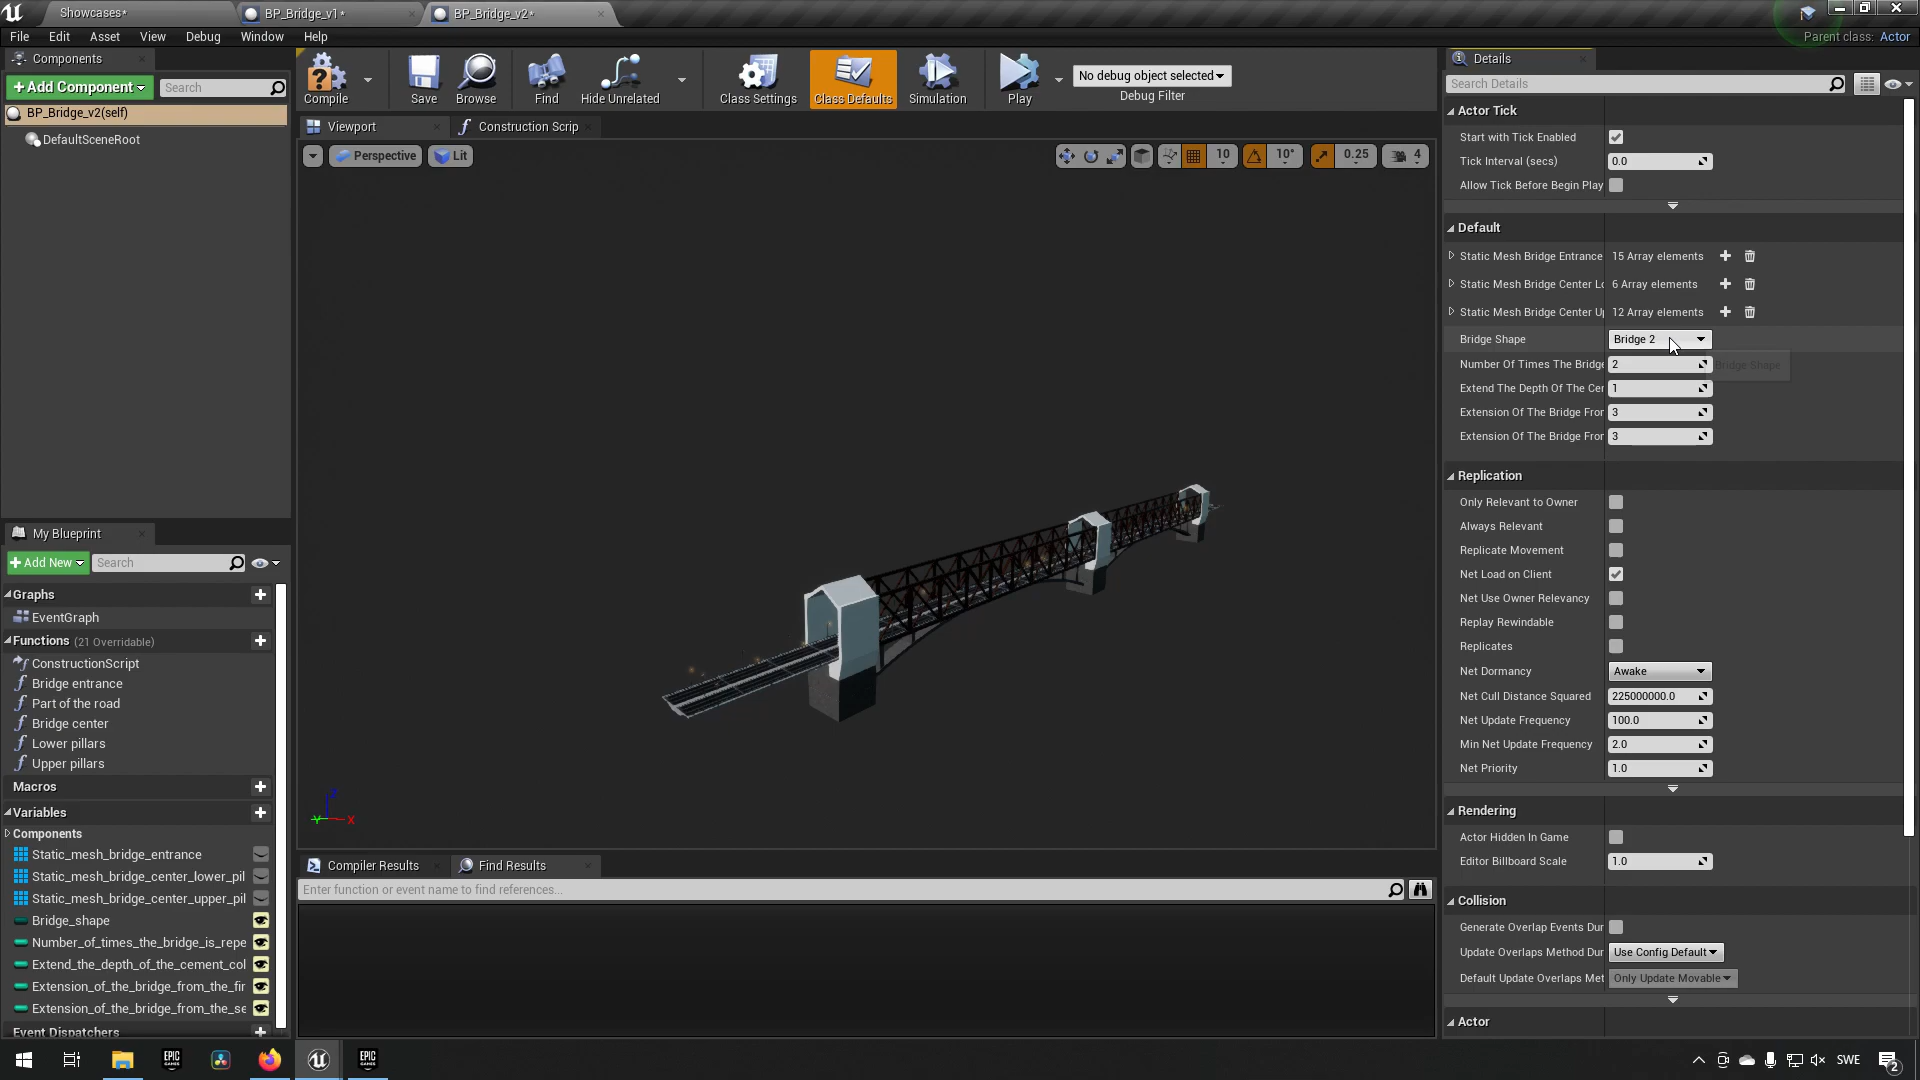 Showcases*
BP_Bridge_v1*
BP_Bridge_v2*
File Edit Asset View Debug Window Help
Parent class: Actor
Components
+Add Component
Search
BP_Bridge_v2(self)
DefaultSceneRoot
Compile
Save
Browse
Find
Hide Unrelated
Class Settings
Class Defaults
Simulation
Play
No debug object selected
Debug Filter
Viewport
Construction Scrip
Perspective
Lit
10
10°
0.25
4
Z
Y
X
My Blueprint
+Add New
Search
Graphs
EventGraph
Functions (21 Overridable)
ConstructionScript
Bridge entrance
Part of the road
Bridge center
Lower pillars
Upper pillars
Macros
Variables
Components
Static_mesh_bridge_entrance
Static_mesh_bridge_center_lower_pil
Static_mesh_bridge_center_upper_pil
Bridge_shape
Number_of_times_the_bridge_is_repe
Extend_the_depth_of_the_cement_col
Extension_of_the_bridge_from_the_fir
Extension_of_the_bridge_from_the_se
Event Dispatchers
Compiler Results
Find Results
Enter function or event name to find references...
Details
Search Details
Actor Tick
Start with Tick Enabled
Tick Interval (secs) 0.0
Allow Tick Before Begin Play
Default
Static Mesh Bridge Entrance 15 Array elements
Static Mesh Bridge Center Lo 6 Array elements
Static Mesh Bridge Center Up 12 Array elements
Bridge Shape Bridge 2
Number Of Times The Bridge 2
Bridge Shape
Extend The Depth Of The Cer 1
Extension Of The Bridge Fror 3
Extension Of The Bridge Fror 3
Replication
Only Relevant to Owner
Always Relevant
Replicate Movement
Net Load on Client
Net Use Owner Relevancy
Replay Rewindable
Replicates
Net Dormancy Awake
Net Cull Distance Squared 225000000.0
Net Update Frequency 100.0
Min Net Update Frequency 2.0
Net Priority 1.0
Rendering
Actor Hidden In Game
Editor Billboard Scale 1.0
Collision
Generate Overlap Events Dur
Update Overlaps Method Dur Use Config Default
Default Update Overlaps Met Only Update Movable
Actor
EPIC GAMES
EPIC GAMES
SWE
2